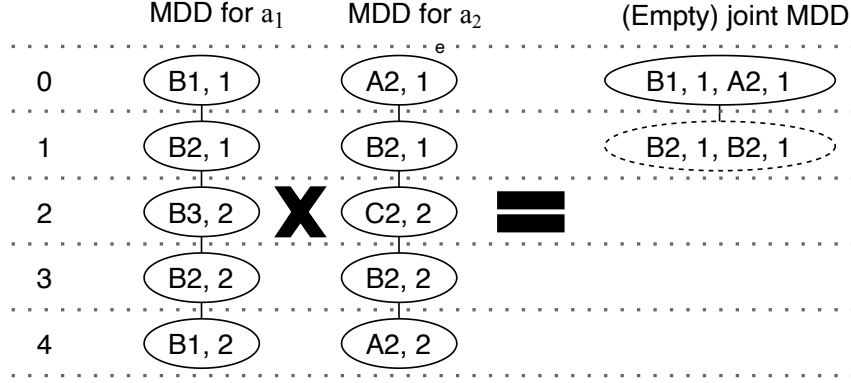 MDD for a1 MDD for a2 (Empty) joint MDD
e
0 B1, 1 A2, 1 B1, 1, A2, 1
1 B2, 1 B2, 1 B2, 1, B2, 1
2 B3, 2 X C2, 2 =
3 B2, 2 B2, 2
4 B1, 2 A2, 2